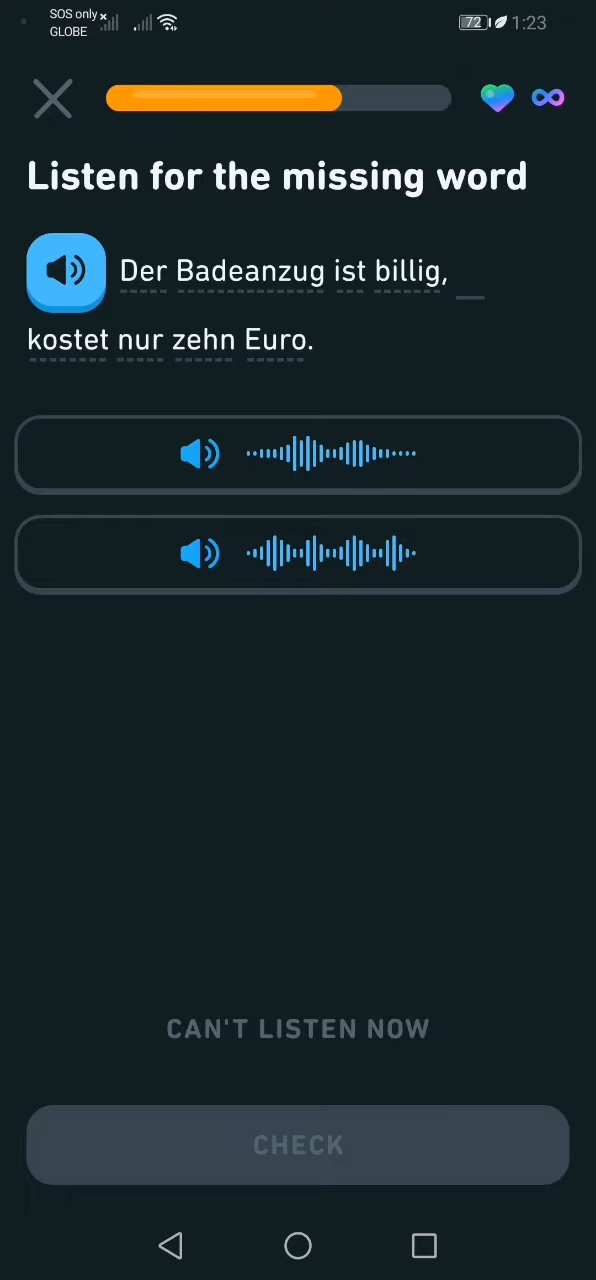 SOS only
GLOBE
72
1:23
Listen for the missing word
Der Badeanzug ist billig, __
kostet nur zehn Euro.
CAN'T LISTEN NOW
CHECK